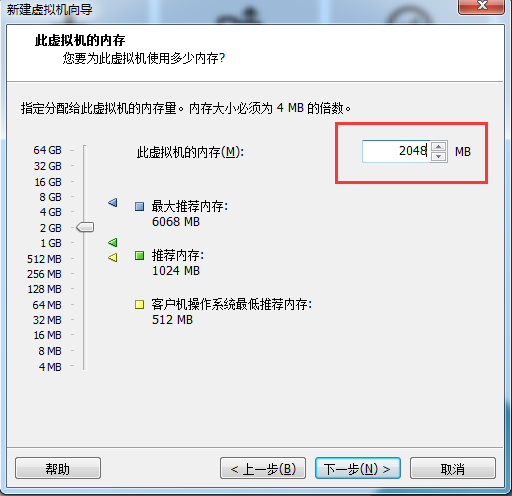 新建虚拟机向导
此虚拟机的内存
您要为此虚拟机使用多少内存?
指定分配给此虚拟机的内存量。内存大小必须为 4 MB 的倍数。
64 GB
32 GB
16 GB
8 GB
4 GB
2 GB
1 GB
512 MB
256 MB
128 MB
64 MB
32 MB
16 MB
8 MB
4 MB
此虚拟机的内存(M):
2048 MB
最大推荐内存:
6068 MB
推荐内存:
1024 MB
客户机操作系统最低推荐内存:
512 MB
帮助
< 上一步(B)
下一步(N) >
取消